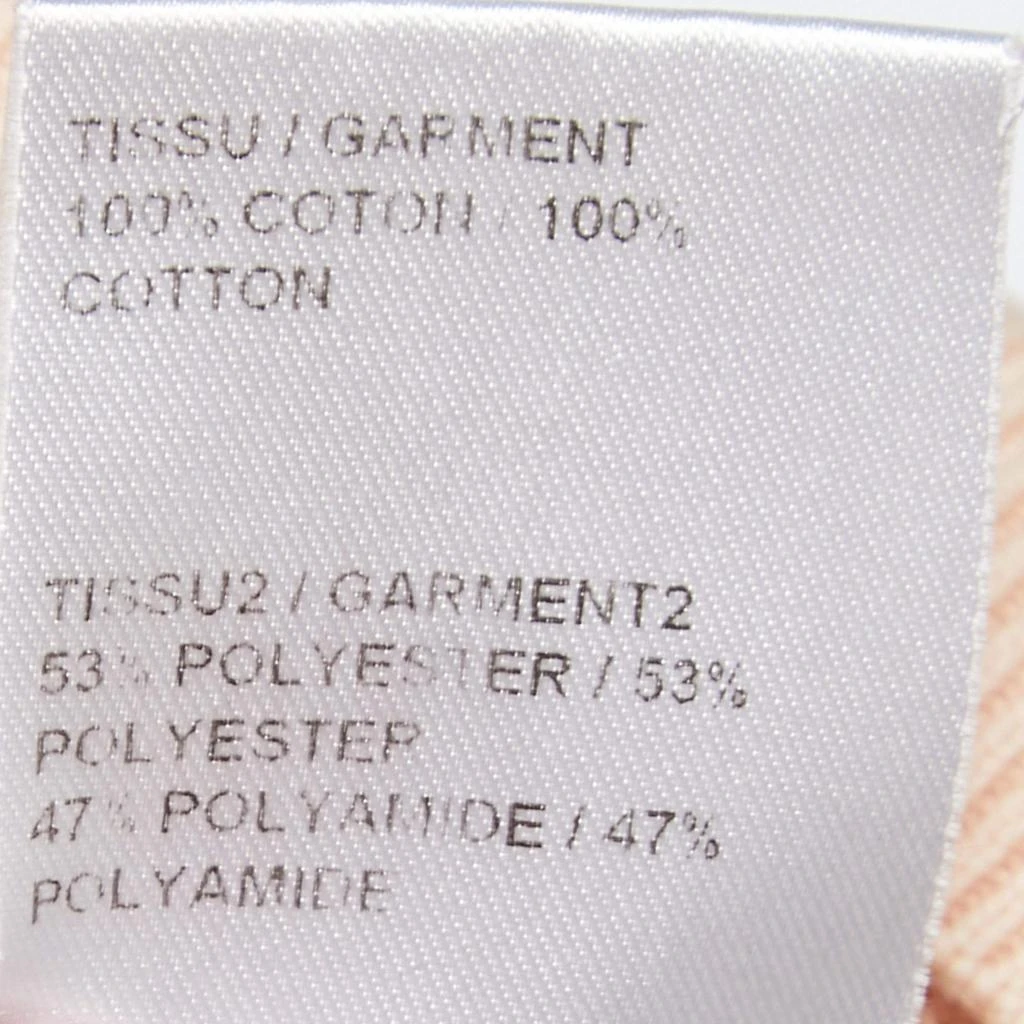 TISSU / GARMENT
100% COTON / 100%
COTTON
TISSU2 / GARMENT2
53% POLYESTER / 53%
POLYESTER
47% POLYAMIDE / 47%
POLYAMIDE